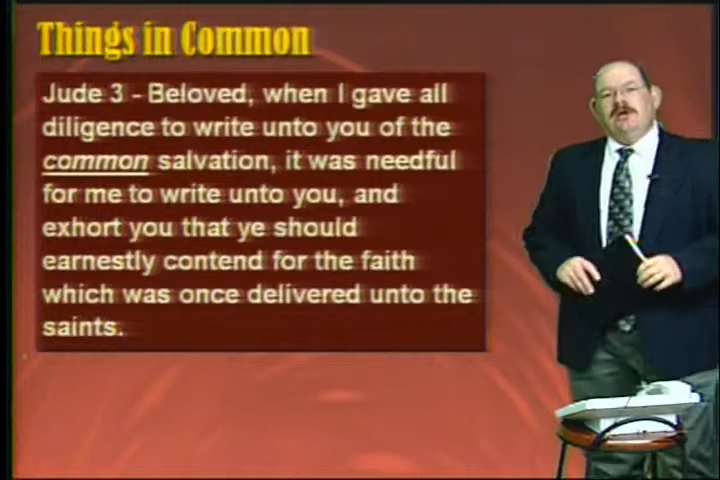 Things in Common
Jude 3 - Beloved, when I gave all
diligence to write unto you of the
common salvation, it was needful
for me to write unto you, and
exhort you that ye should
earnestly contend for the faith
which was once delivered unto the
saints.